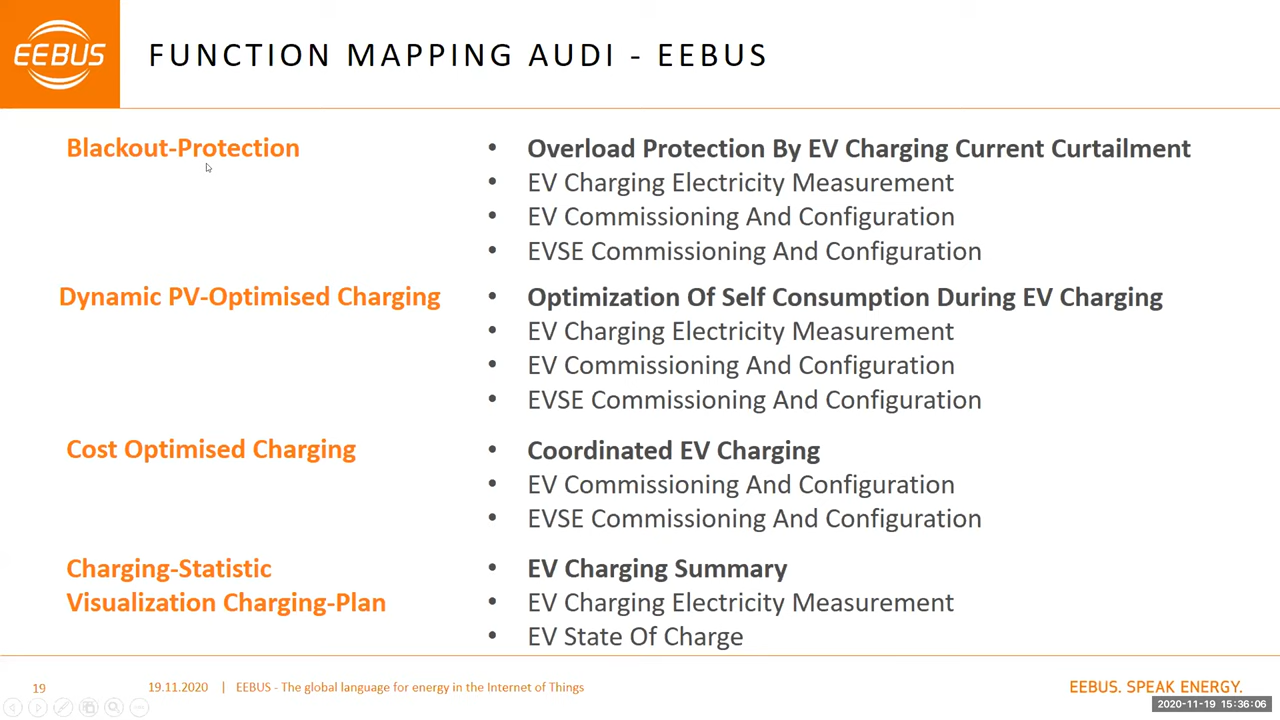 EEBUS
FUNCTION MAPPING AUDI - EEBUS
Blackout-Protection
• Overload Protection By EV Charging Current Curtailment
• EV Charging Electricity Measurement
• EV Commissioning And Configuration
• EVSE Commissioning And Configuration
Dynamic PV-Optimised Charging
• Optimization Of Self Consumption During EV Charging
• EV Charging Electricity Measurement
• EV Commissioning And Configuration
• EVSE Commissioning And Configuration
Cost Optimised Charging
• Coordinated EV Charging
• EV Commissioning And Configuration
• EVSE Commissioning And Configuration
Charging-Statistic
Visualization Charging-Plan
• EV Charging Summary
• EV Charging Electricity Measurement
• EV State Of Charge
19
19.11.2020 | EEBUS - The global language for energy in the Internet of Things
EEBUS. SPEAK ENERGY.
2020-11-19 15:36:06